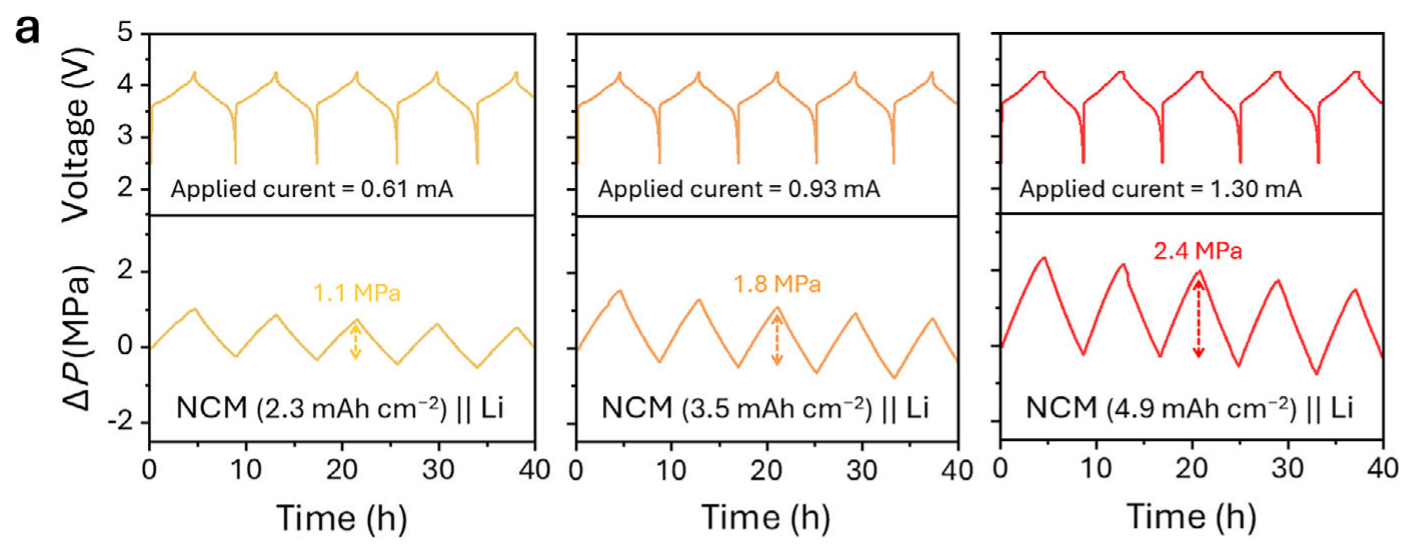 a
Voltage (V)
5
4
3
2
Applied curent = 0.61 mA
Applied curent = 0.93 mA
Applied curent = 1.30 mA
ΔP (MPa)
2
0
-2
1.1 MPa
1.8 MPa
2.4 MPa
NCM (2.3 mAh cm⁻²) || Li
NCM (3.5 mAh cm⁻²) || Li
NCM (4.9 mAh cm⁻²) || Li
0 10 20 30 40
0 10 20 30 40
0 10 20 30 40
Time (h)
Time (h)
Time (h)